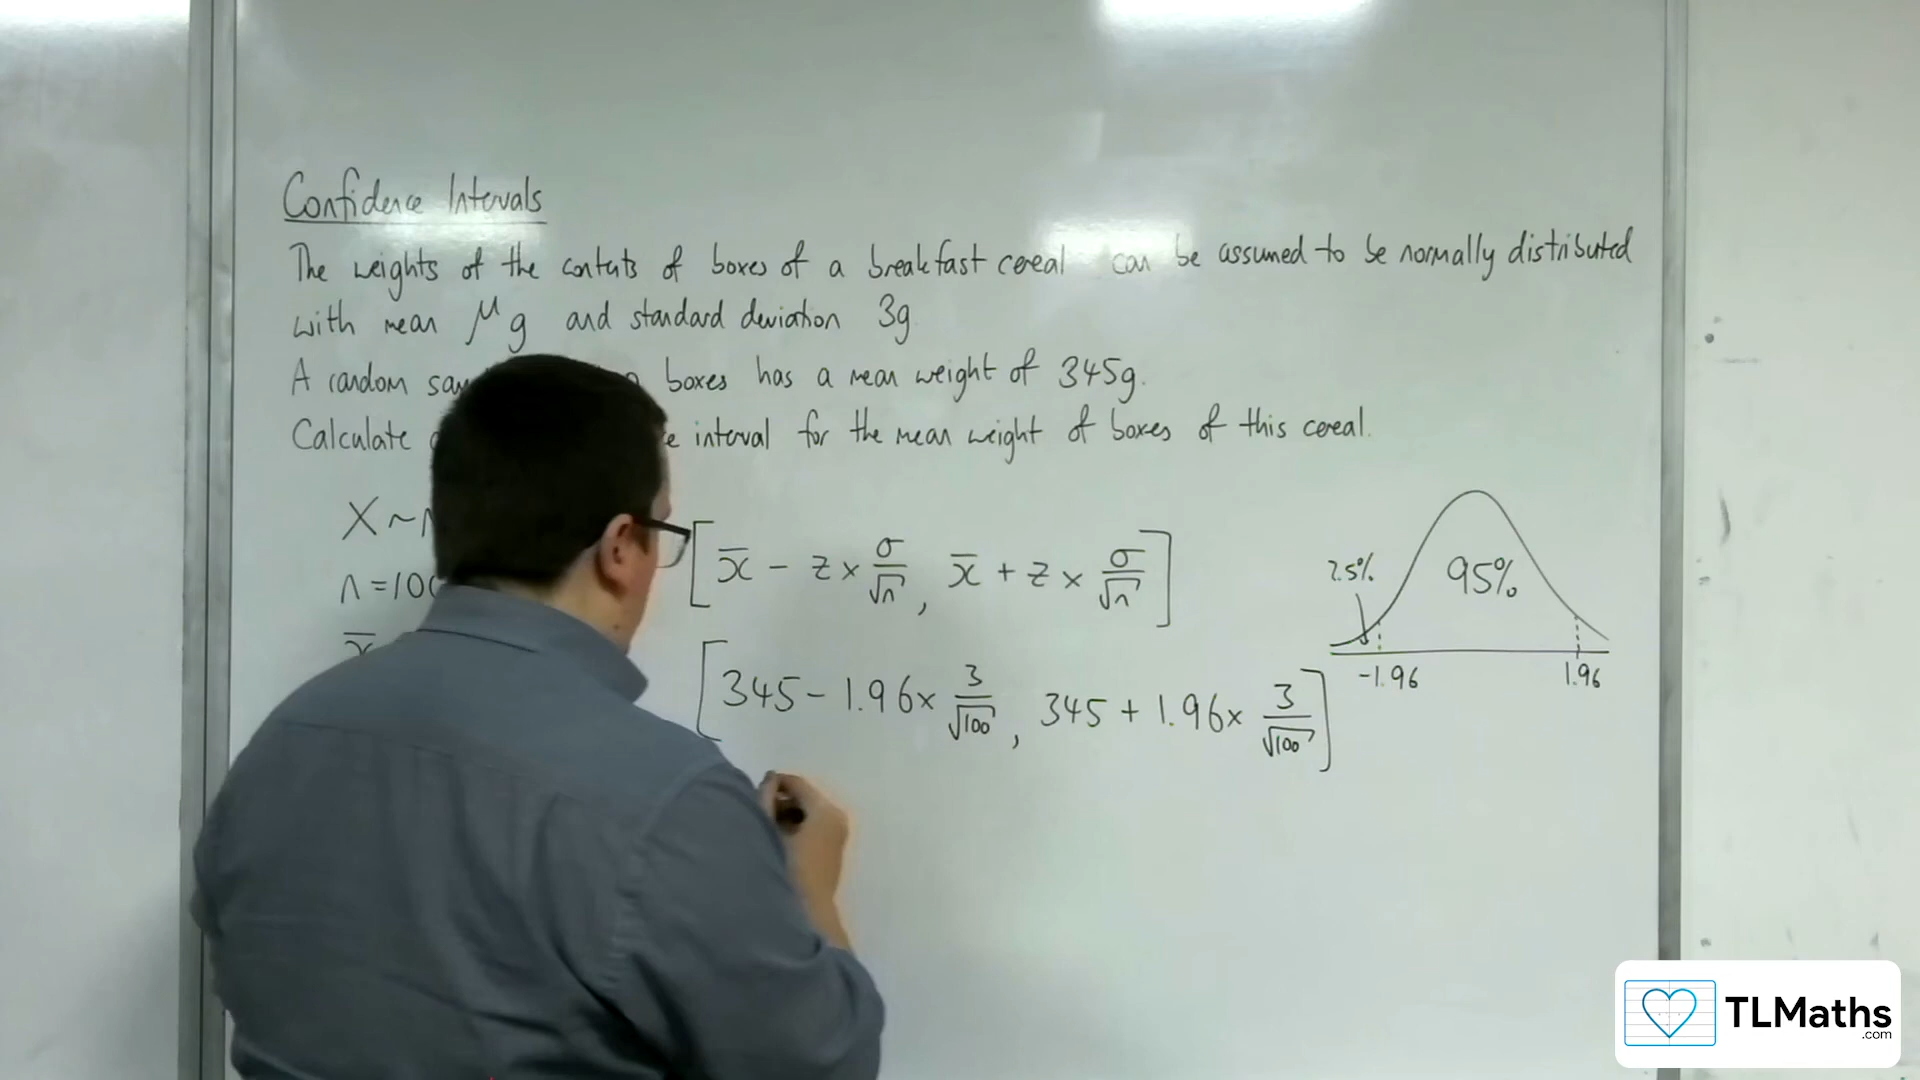 Confidence Intervals
The weights of the contents of boxes of a breakfast cereal can be assumed to be normally distributed
with mean μg and standard deviation 3g
A random boxes has a mean weight of 345g.
Calculate interval for the mean weight of boxes of this cereal.
X ~
n = 100
x̄
[x̄ - z × σ/√n, x̄ + z × σ/√n]
[345 - 1.96 × 3/√100, 345 + 1.96 × 3/√100]
2.5% 95%
-1.96 1.96
TLMaths
.com